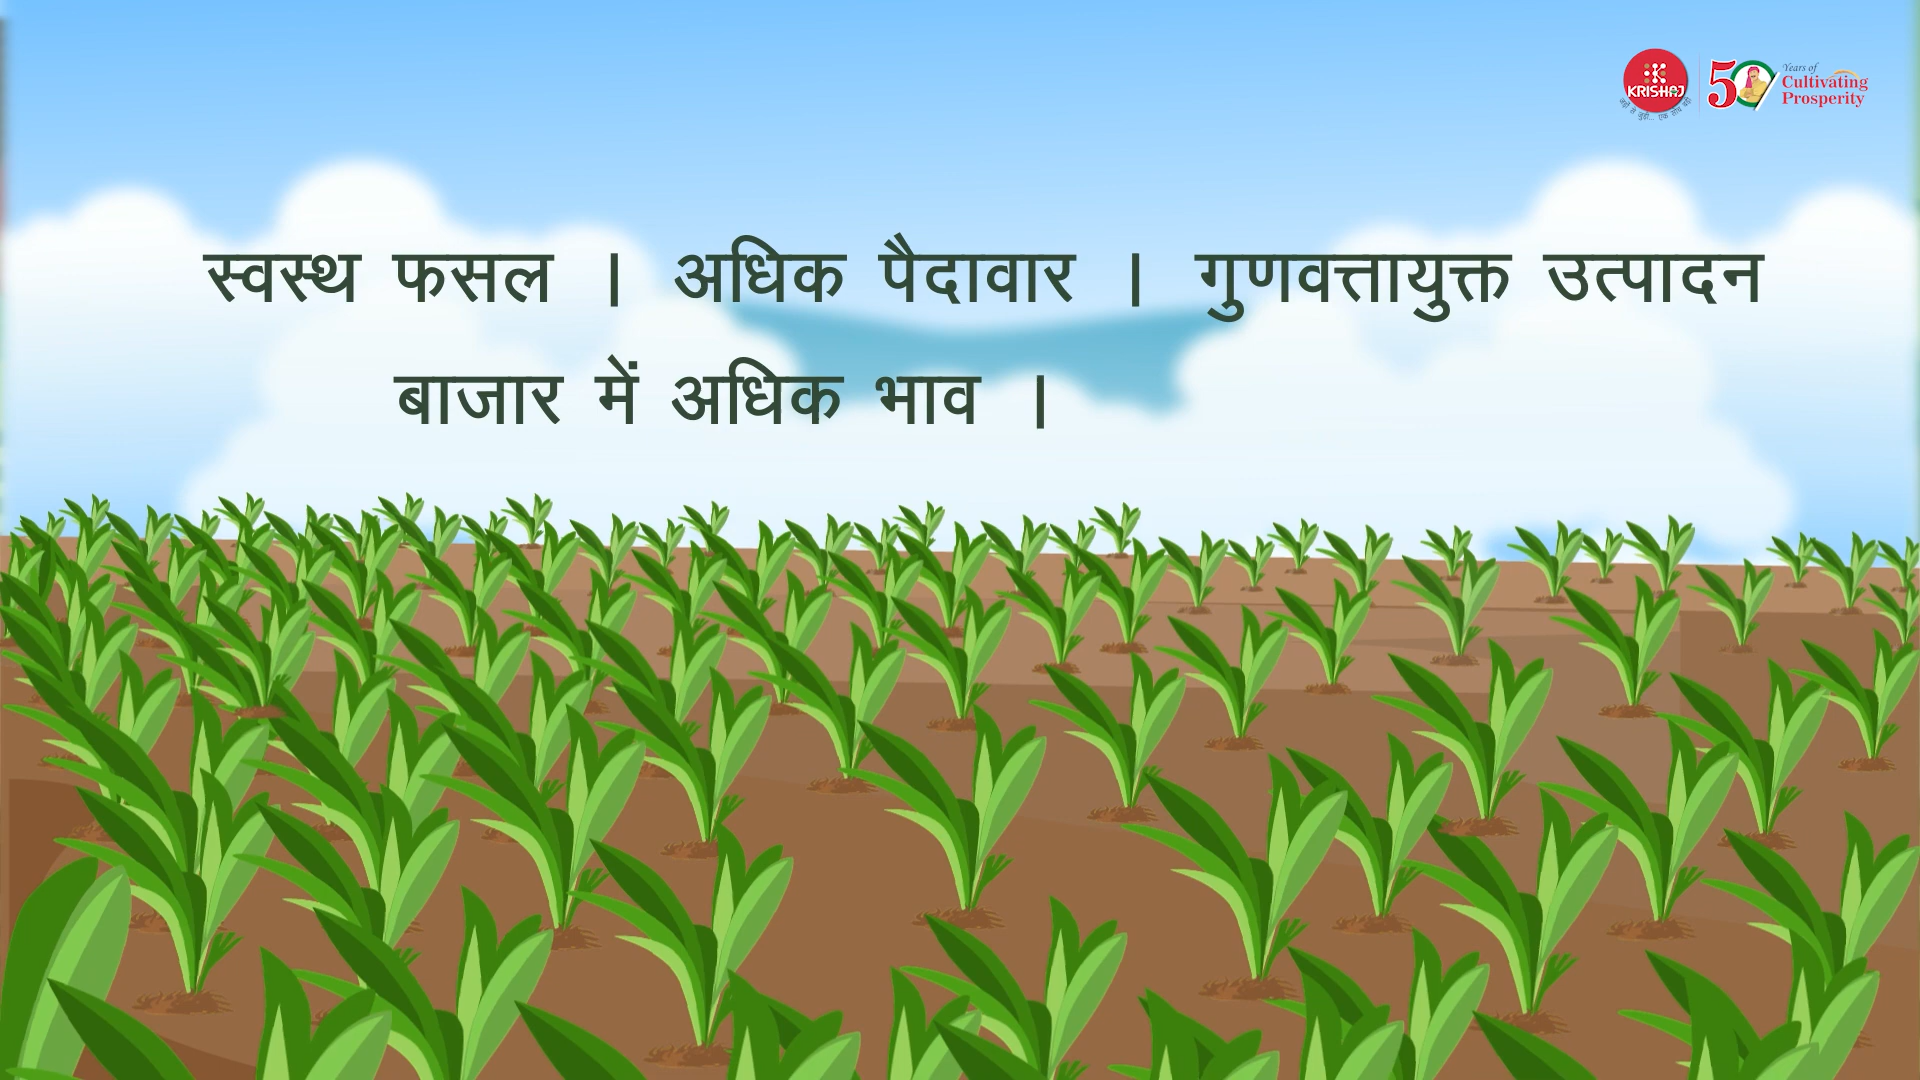 KRISHAJ
50 Years of
Cultivating
Prosperity
स्वस्थ फसल । अधिक पैदावार । गुणवत्तायुक्त उत्पादन
बाजार में अधिक भाव ।